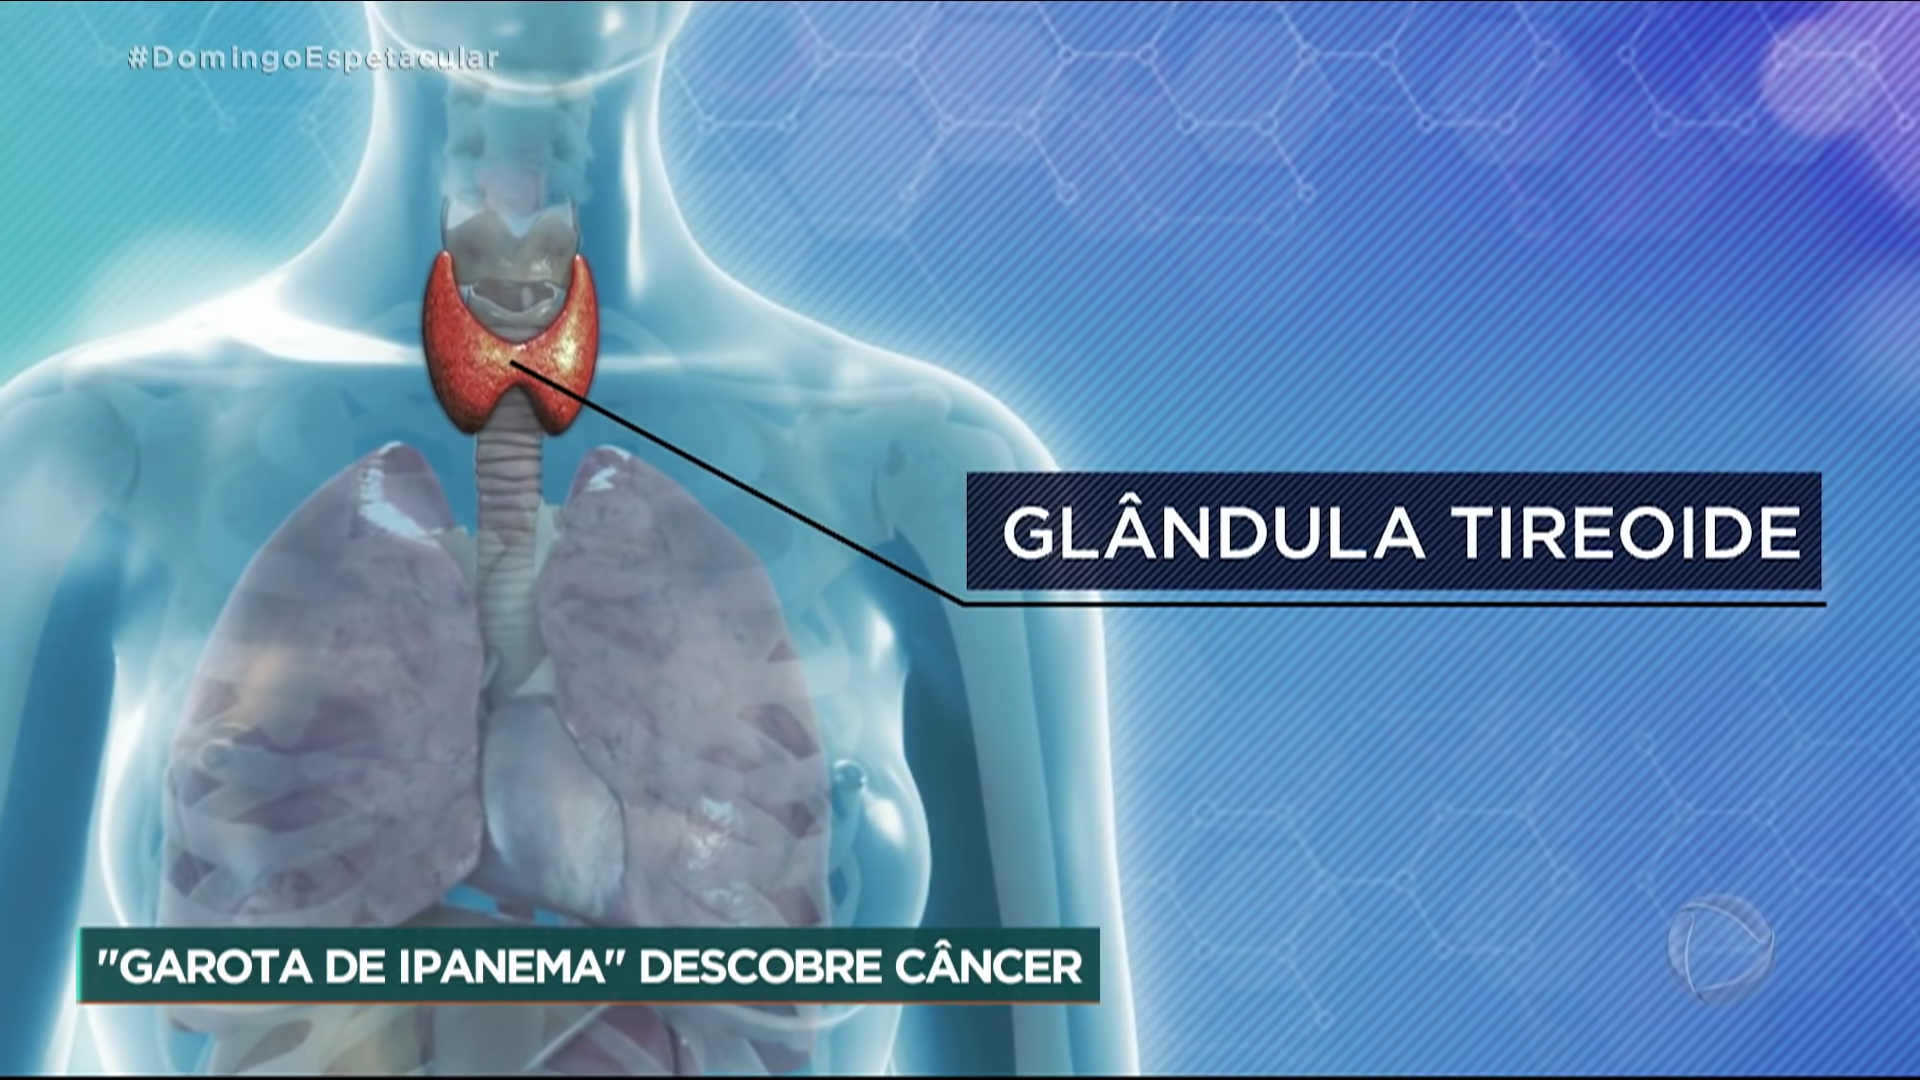 #DomingoEspetacular
GLÂNDULA TIREOIDE
"GAROTA DE IPANEMA" DESCOBRE CÂNCER